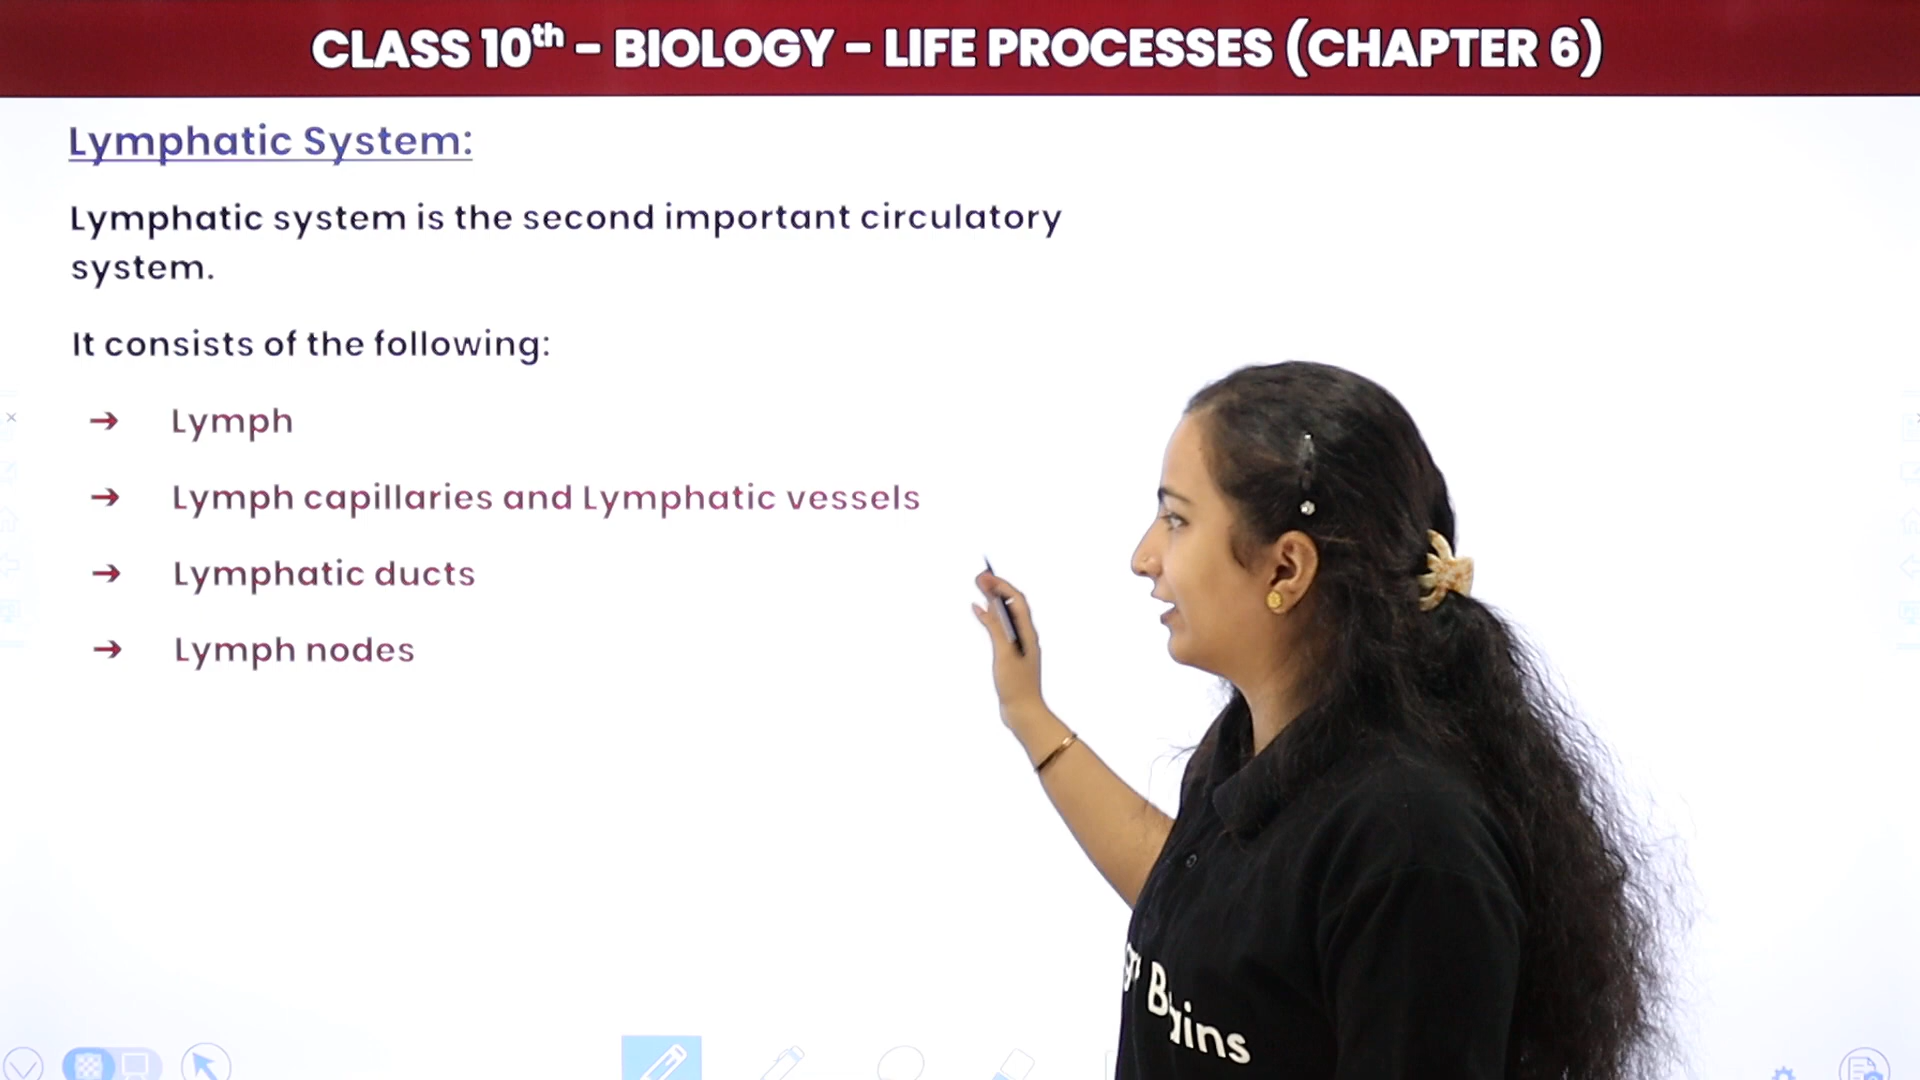 CLASS 10th – BIOLOGY – LIFE PROCESSES (CHAPTER 6)
Lymphatic System:
Lymphatic system is the second important circulatory
system.
It consists of the following:
→ Lymph
→ Lymph capillaries and Lymphatic vessels
→ Lymphatic ducts
→ Lymph nodes